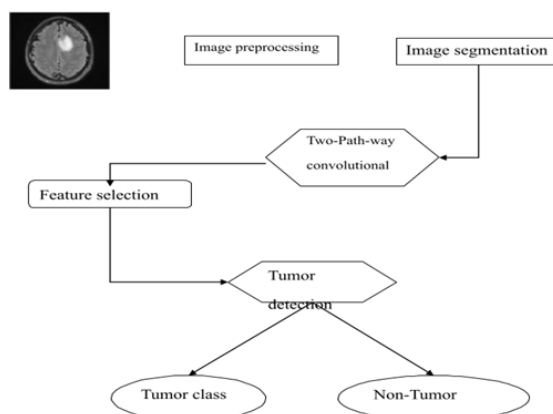 Image preprocessing
Image segmentation
Two-Path-way
convolutional
Feature selection
Tumor
detection
Tumor class
Non-Tumor